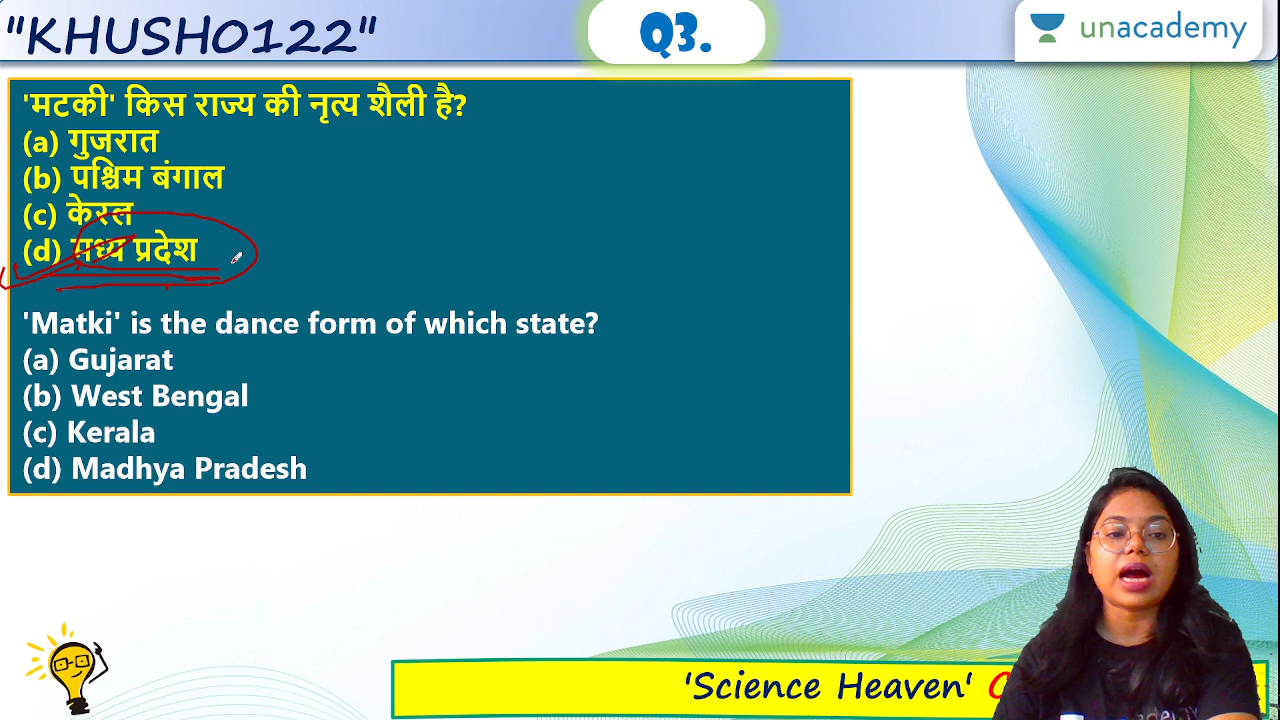 "KHUSH0122"
Q3.
unacademy
'मटकी' किस राज्य की नृत्य शैली है?
(a) गुजरात
(b) पश्चिम बंगाल
(c) केरल
(d) मध्य प्रदेश
'Matki' is the dance form of which state?
(a) Gujarat
(b) West Bengal
(c) Kerala
(d) Madhya Pradesh
'Science Heaven'